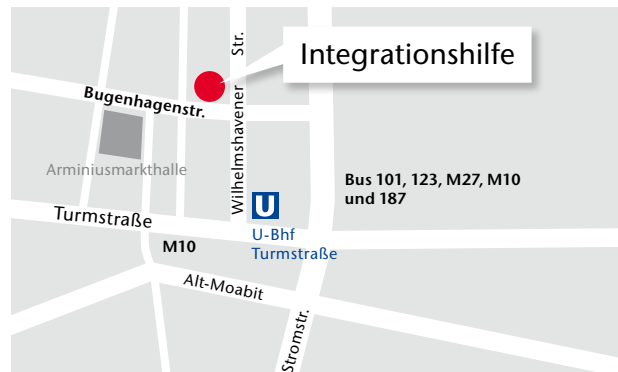 Integrationshilfe
Wilhelmshavener Str.
Bugenhagenstr.
Arminiusmarkthalle
Bus 101, 123, M27, M10
und 187
Turmstraße
U
U-Bhf
Turmstraße
M10
Alt-Moabit
Stromstr.